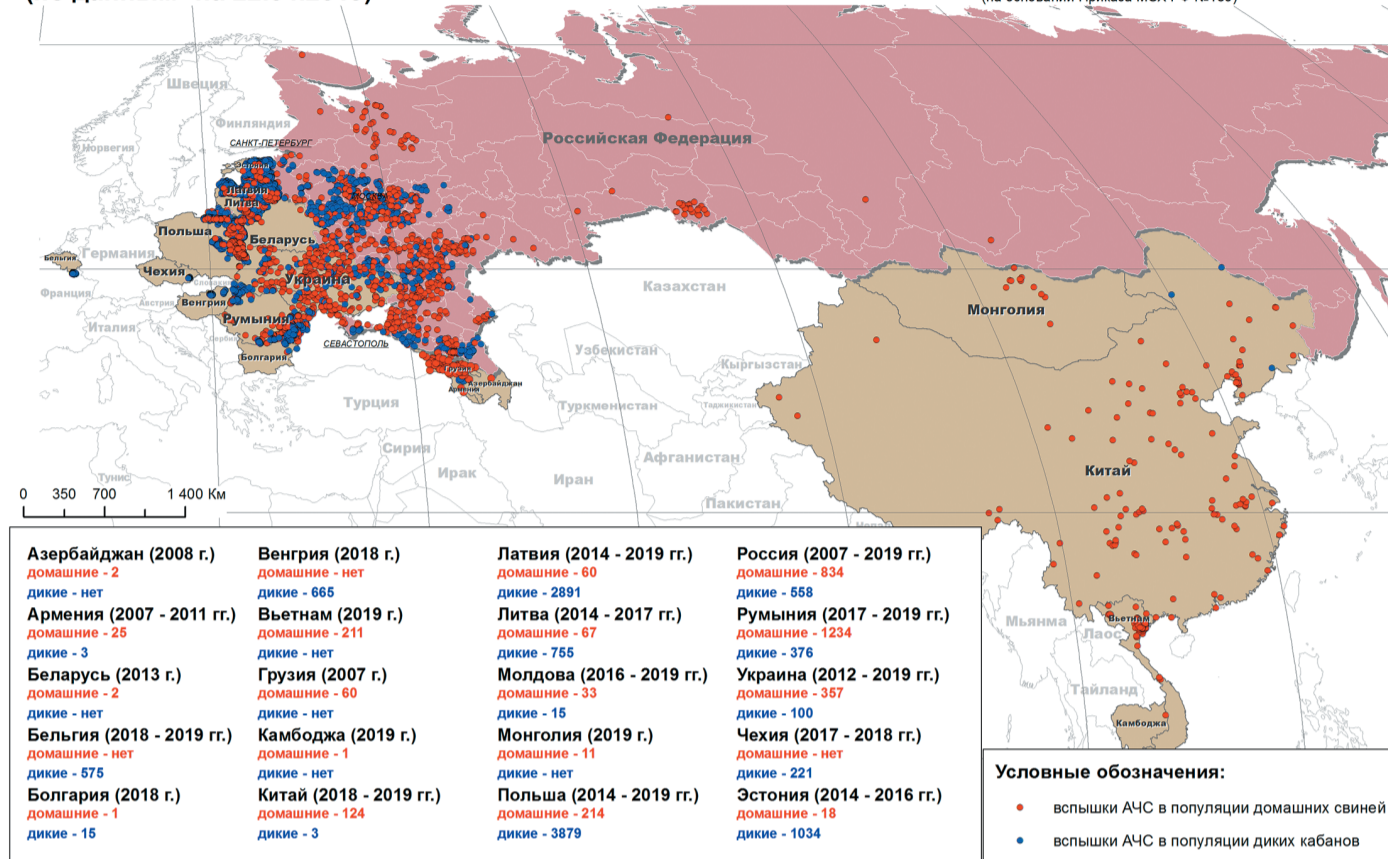 Российская Федерация
Швеция
Финляндия
Норвегия
САНКТ-ПЕТЕРБУРГ
Эстония
Латвия
Литва
МОСКВА
Польша
Беларусь
Германия
Бельгия
Чехия
Словакия
Украина
Франция
Австрия
Венгрия
Румыния
Италия
Сербия
СЕВАСТОПОЛЬ
Болгария
Грузия
Азербайджан
Армения
Казахстан
Монголия
Узбекистан
Кыргызстан
Турция
Туркменистан
Таджикистан
Сирия
Ирак
Иран
Афганистан
Пакистан
Китай
Тунис
Мьянма
Вьетнам
Лаос
Тайланд
Камбоджа
0 350 700 1 400 Км
Азербайджан (2008 г.)
домашние - 2
дикие - нет
Армения (2007 - 2011 гг.)
домашние - 25
дикие - 3
Беларусь (2013 г.)
домашние - 2
дикие - нет
Бельгия (2018 - 2019 гг.)
домашние - нет
дикие - 575
Болгария (2018 г.)
домашние - 1
дикие - 15
Венгрия (2018 г.)
домашние - нет
дикие - 665
Вьетнам (2019 г.)
домашние - 211
дикие - нет
Грузия (2007 г.)
домашние - 60
дикие - нет
Камбоджа (2019 г.)
домашние - 1
дикие - нет
Китай (2018 - 2019 гг.)
домашние - 124
дикие - 3
Латвия (2014 - 2019 гг.)
домашние - 60
дикие - 2891
Литва (2014 - 2017 гг.)
домашние - 67
дикие - 755
Молдова (2016 - 2019 гг.)
домашние - 33
дикие - 15
Монголия (2019 г.)
домашние - 11
дикие - нет
Польша (2014 - 2019 гг.)
домашние - 214
дикие - 3879
Россия (2007 - 2019 гг.)
домашние - 834
дикие - 558
Румыния (2017 - 2019 гг.)
домашние - 1234
дикие - 376
Украина (2012 - 2019 гг.)
домашние - 357
дикие - 100
Чехия (2017 - 2018 гг.)
домашние - нет
дикие - 221
Эстония (2014 - 2016 гг.)
домашние - 18
дикие - 1034
Условные обозначения:
вспышки АЧС в популяции домашних свиней
вспышки АЧС в популяции диких кабанов